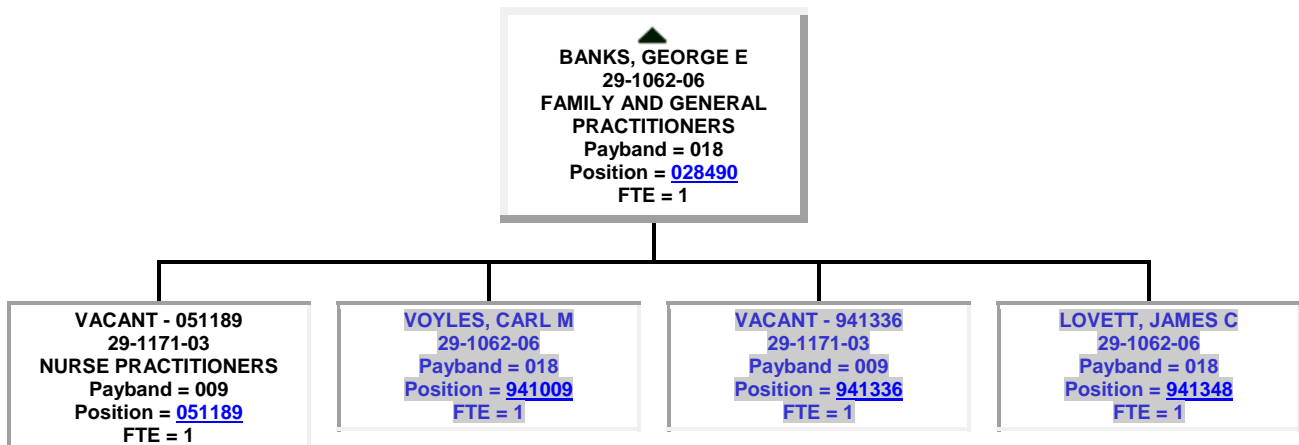 BANKS, GEORGE E
29-1062-06
FAMILY AND GENERAL
PRACTITIONERS
Payband = 018
Position = 028490
FTE = 1
VACANT - 051189
29-1171-03
NURSE PRACTITIONERS
Payband = 009
Position = 051189
FTE = 1
VOYLES, CARL M
29-1062-06
Payband = 018
Position = 941009
FTE = 1
VACANT - 941336
29-1171-03
Payband = 009
Position = 941336
FTE = 1
LOVETT, JAMES C
29-1062-06
Payband = 018
Position = 941348
FTE = 1